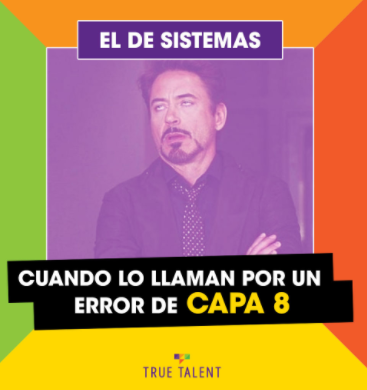 EL DE SISTEMAS
CUANDO LO LLAMAN POR UN
ERROR DE CAPA 8
TRUE TALENT